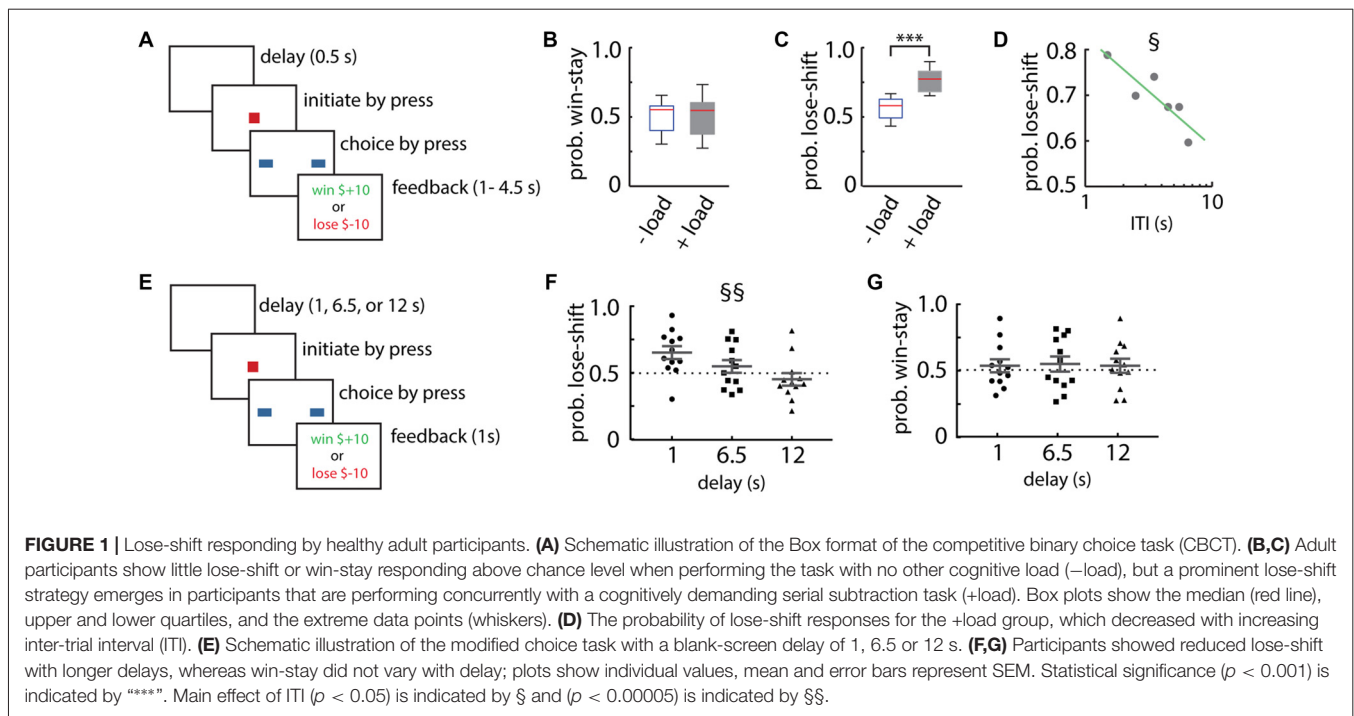 A
delay (0.5 s)
initiate by press
choice by press
feedback (1- 4.5 s)
win $+10
or
lose $-10
B
prob. win-stay
1.0
0.5
0
- load
+ load
C
prob. lose-shift
1.0
0.5
0
***
- load
+ load
D
prob. lose-shift
0.8
0.7
0.6
0.5
§
1
10
ITI (s)
E
delay (1, 6.5, or 12 s)
initiate by press
choice by press
feedback (1s)
win $+10
or
lose $-10
F
prob. lose-shift
1.0
0.5
0
§§
1 6.5 12
delay (s)
G
prob. win-stay
1.0
0.5
0
1 6.5 12
delay (s)
FIGURE 1 | Lose-shift responding by healthy adult participants. (A) Schematic illustration of the Box format of the competitive binary choice task (CBCT). (B,C) Adult
participants show little lose-shift or win-stay responding above chance level when performing the task with no other cognitive load (−load), but a prominent lose-shift
strategy emerges in participants that are performing concurrently with a cognitively demanding serial subtraction task (+load). Box plots show the median (red line),
upper and lower quartiles, and the extreme data points (whiskers). (D) The probability of lose-shift responses for the +load group, which decreased with increasing
inter-trial interval (ITI). (E) Schematic illustration of the modified choice task with a blank-screen delay of 1, 6.5 or 12 s. (F,G) Participants showed reduced lose-shift
with longer delays, whereas win-stay did not vary with delay; plots show individual values, mean and error bars represent SEM. Statistical significance (p < 0.001) is
indicated by “***”. Main effect of ITI (p < 0.05) is indicated by § and (p < 0.00005) is indicated by §§.